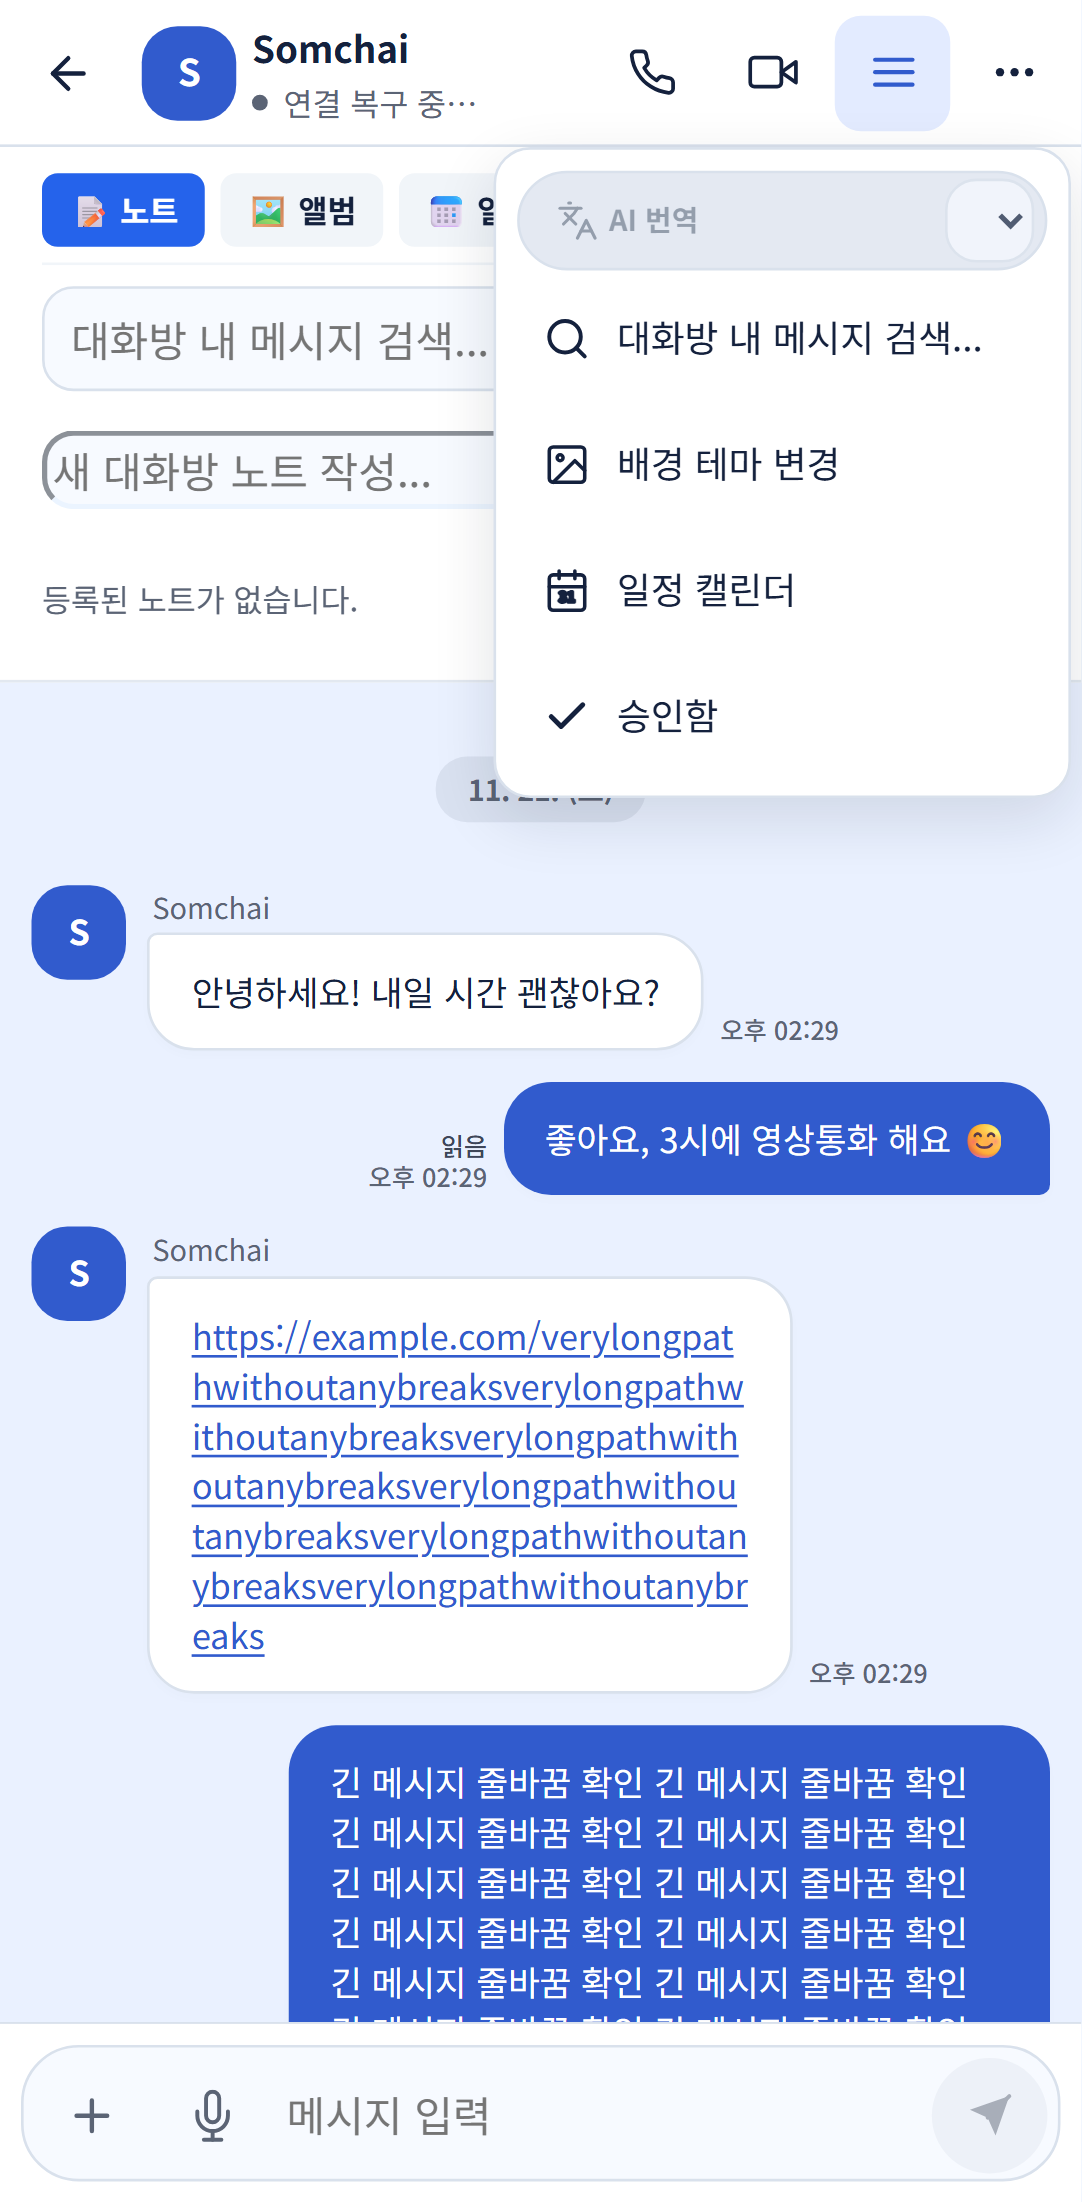 S
Somchai
연결 복구 중…
노트
앨범
AI 번역
대화방 내 메시지 검색...
대화방 내 메시지 검색...
새 대화방 노트 작성...
배경 테마 변경
일정 캘린더
등록된 노트가 없습니다.
승인함
11.
S
Somchai
안녕하세요! 내일 시간 괜찮아요?
오후 02:29
좋아요, 3시에 영상통화 해요 😊
읽음
오후 02:29
S
Somchai
https://example.com/verylongpat
hwithoutanybreaksverylongpathw
ithoutanybreaksverylongpathwith
outanybreaksverylongpathwithou
tanybreaksverylongpathwithoutan
ybreaksverylongpathwithoutanybr
eaks
오후 02:29
긴 메시지 줄바꿈 확인 긴 메시지 줄바꿈 확인
긴 메시지 줄바꿈 확인 긴 메시지 줄바꿈 확인
긴 메시지 줄바꿈 확인 긴 메시지 줄바꿈 확인
긴 메시지 줄바꿈 확인 긴 메시지 줄바꿈 확인
긴 메시지 줄바꿈 확인 긴 메시지 줄바꿈 확인
메시지 입력